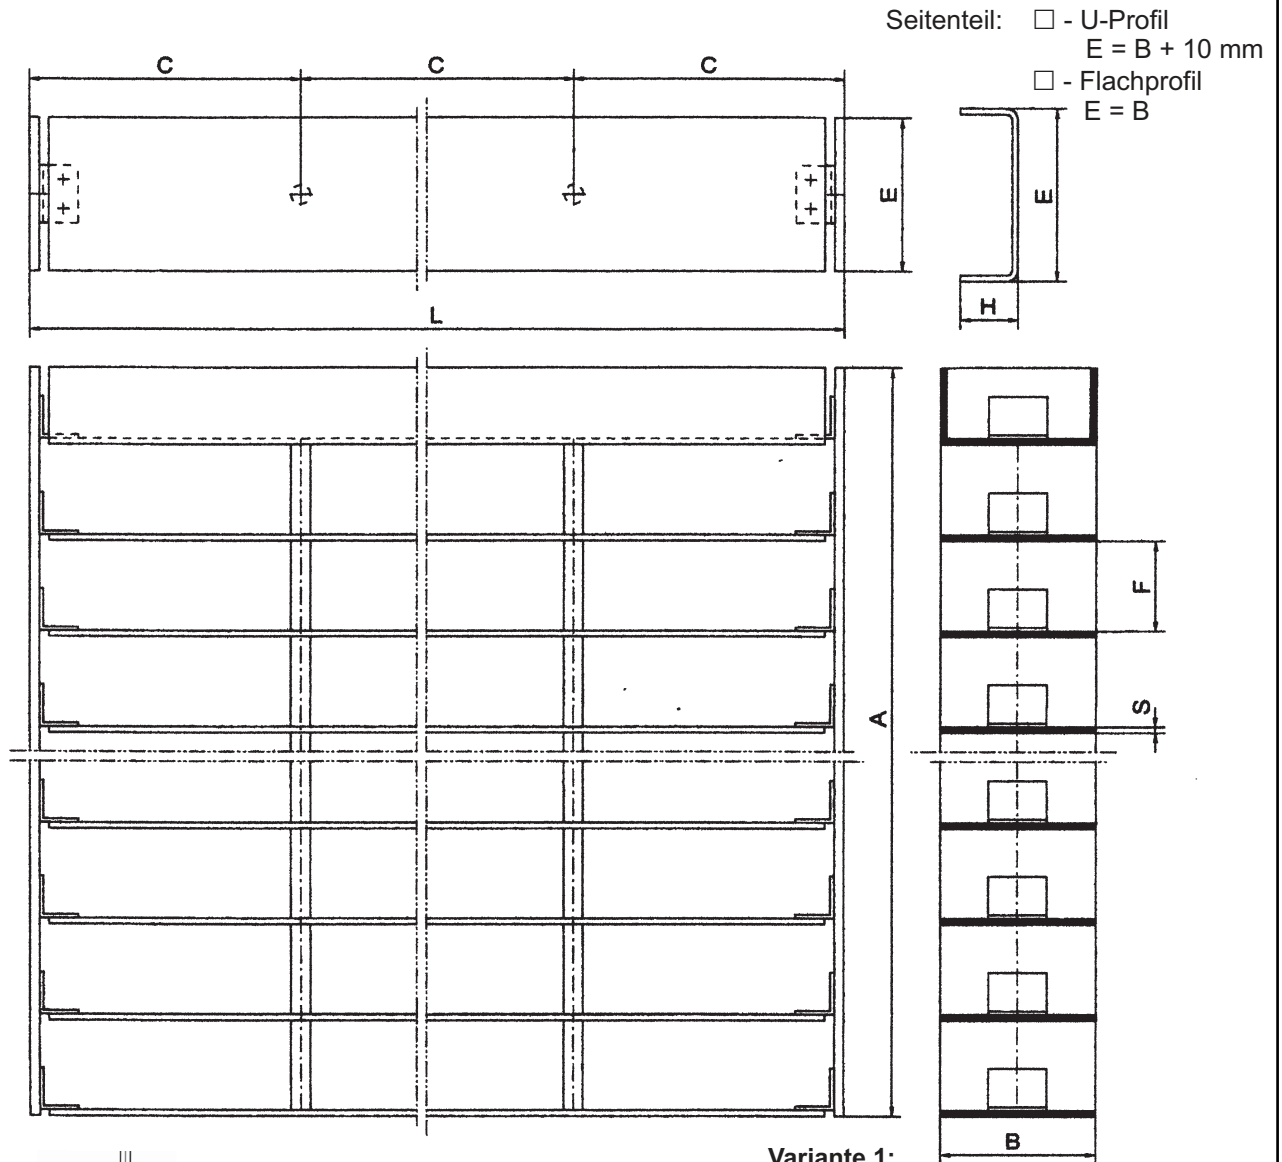 Seitenteil: ☐ - U-Profil
E = B + 10 mm
☐ - Flachprofil
E = B
C C C
E
E
H
L
A
F
S
B
Variante 1: